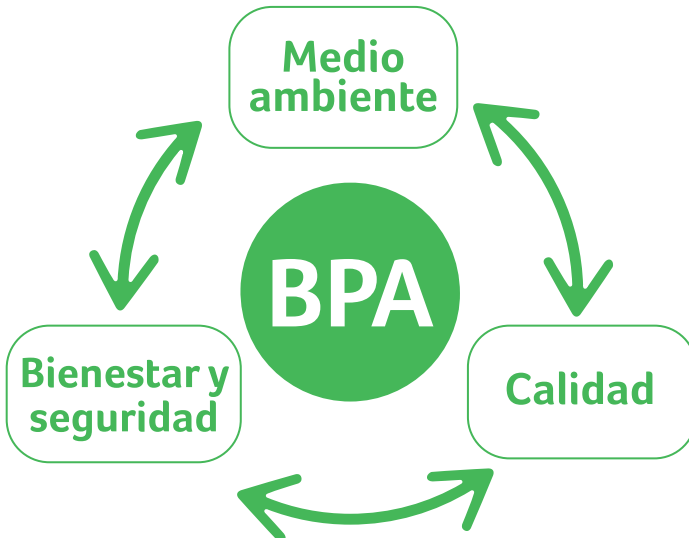 Medio
ambiente
BPA
Bienestar y
seguridad
Calidad